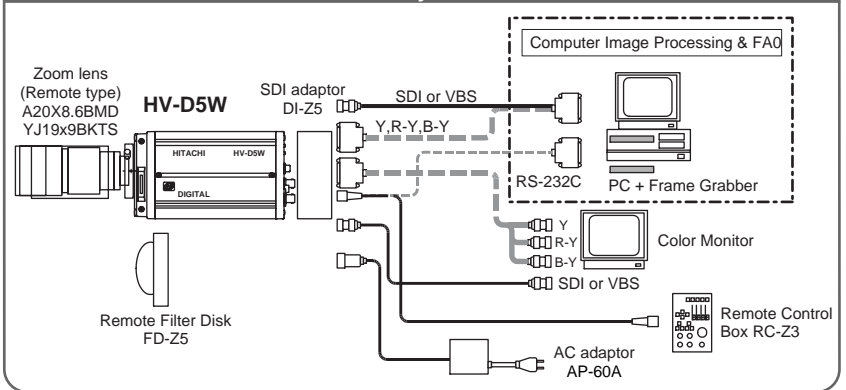 Computer Image Processing & FA0
Zoom lens
(Remote type)
A20X8.6BMD
YJ19x9BKTS
HV-D5W
SDI adaptor
DI-Z5
SDI or VBS
Y,R-Y,B-Y
HITACHI HV-D5W
DIGITAL
RS-232C
PC + Frame Grabber
Y
R-Y
B-Y
Color Monitor
SDI or VBS
Remote Filter Disk
FD-Z5
Remote Control
Box RC-Z3
AC adaptor
AP-60A